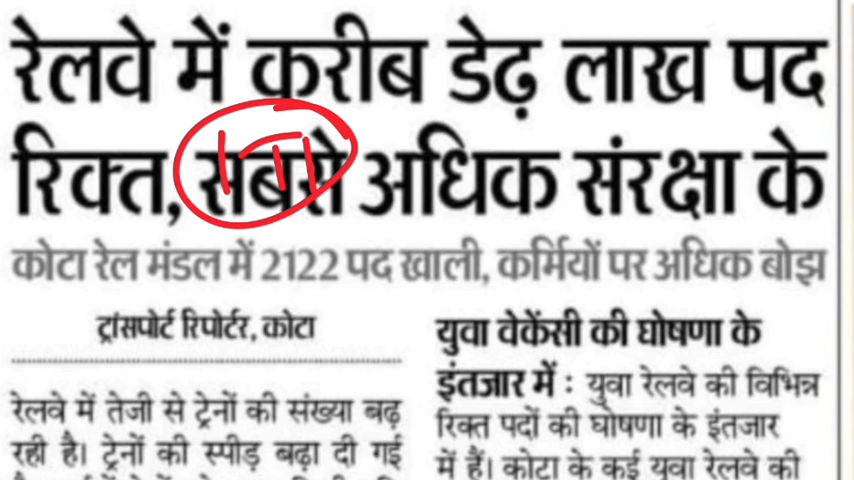 रेलवे में करीब डेढ़ लाख पद
रिक्त, सबसे अधिक संरक्षा के
कोटा रेल मंडल में 2122 पद खाली, कर्मियों पर अधिक बोझ
ट्रांसपोर्ट रिपोर्टर, कोटा
रेलवे में तेजी से ट्रेनों की संख्या बढ़
रही है। ट्रेनों की स्पीड़ बढ़ा दी गई
युवा वेकेंसी की घोषणा के
इंतजार में : युवा रेलवे की विभिन्न
रिक्त पदों की घोषणा के इंतजार
में हैं। कोटा के कई युवा रेलवे की